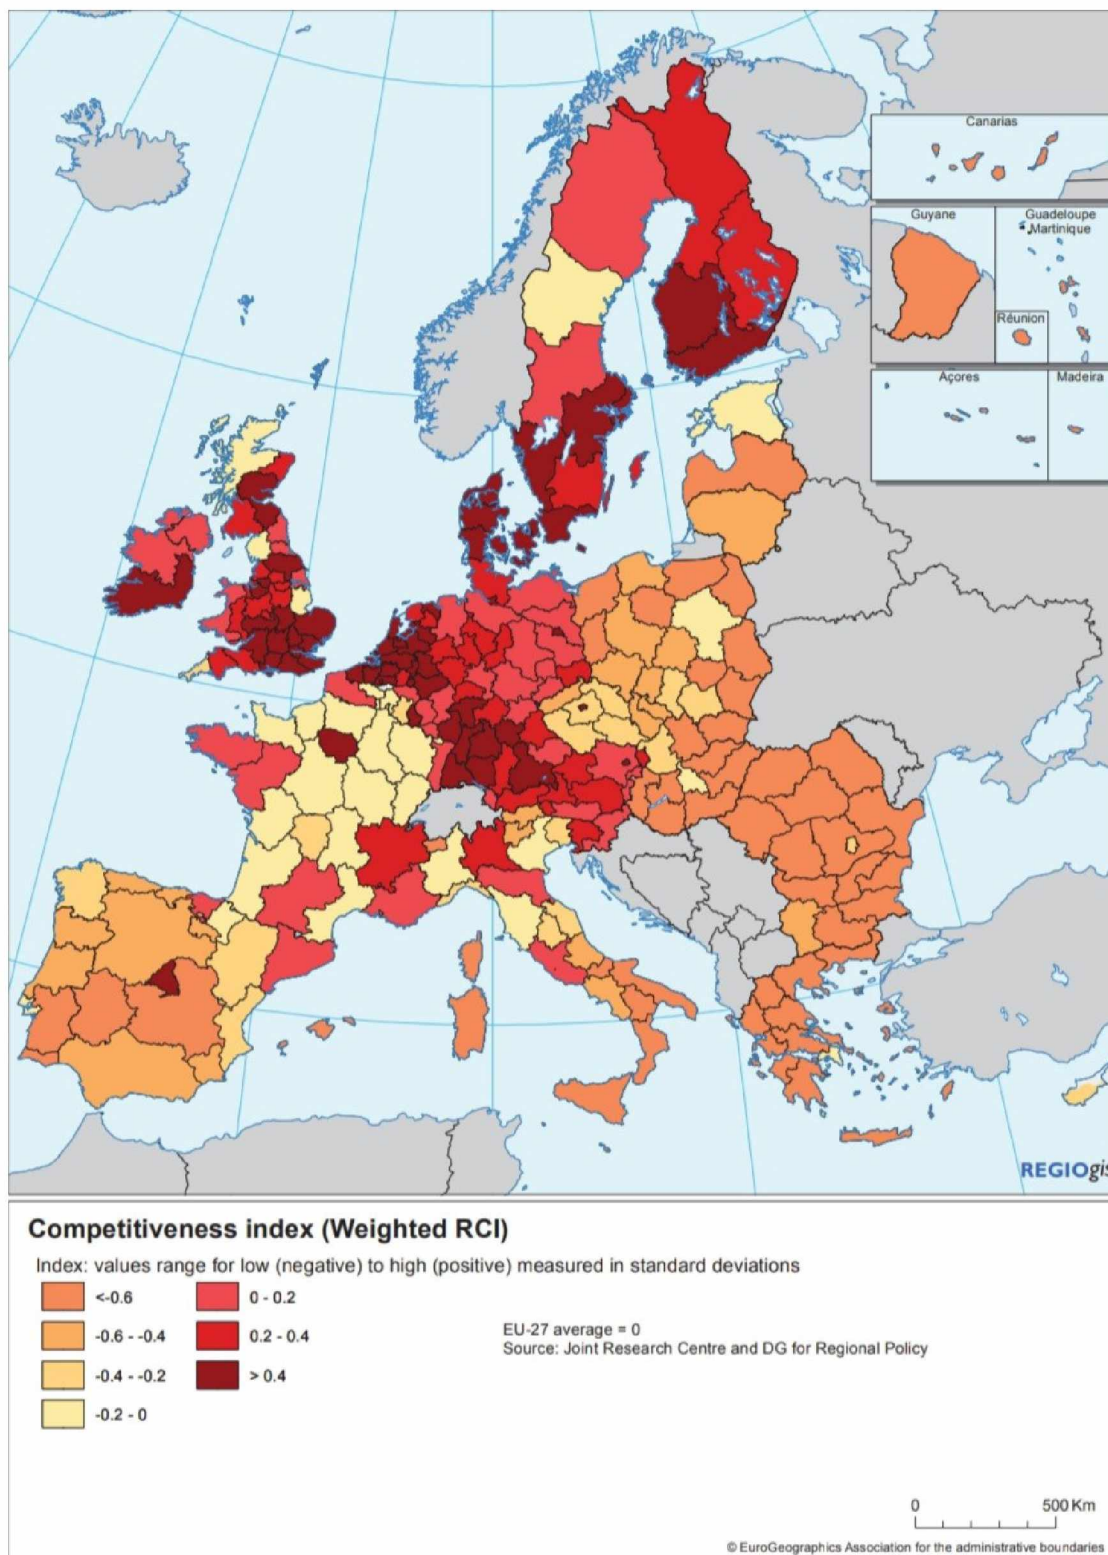 Canarias
Guyane
Guadeloupe
Martinique
Réunion
Açores
Madeira
REGIOgis
Competitiveness index (Weighted RCI)
Index: values range for low (negative) to high (positive) measured in standard deviations
<-0.6
0 - 0.2
-0.6 - -0.4
0.2 - 0.4
-0.4 - -0.2
> 0.4
-0.2 - 0
EU-27 average = 0
Source: Joint Research Centre and DG for Regional Policy
0
500 Km
© EuroGeographics Association for the administrative boundaries